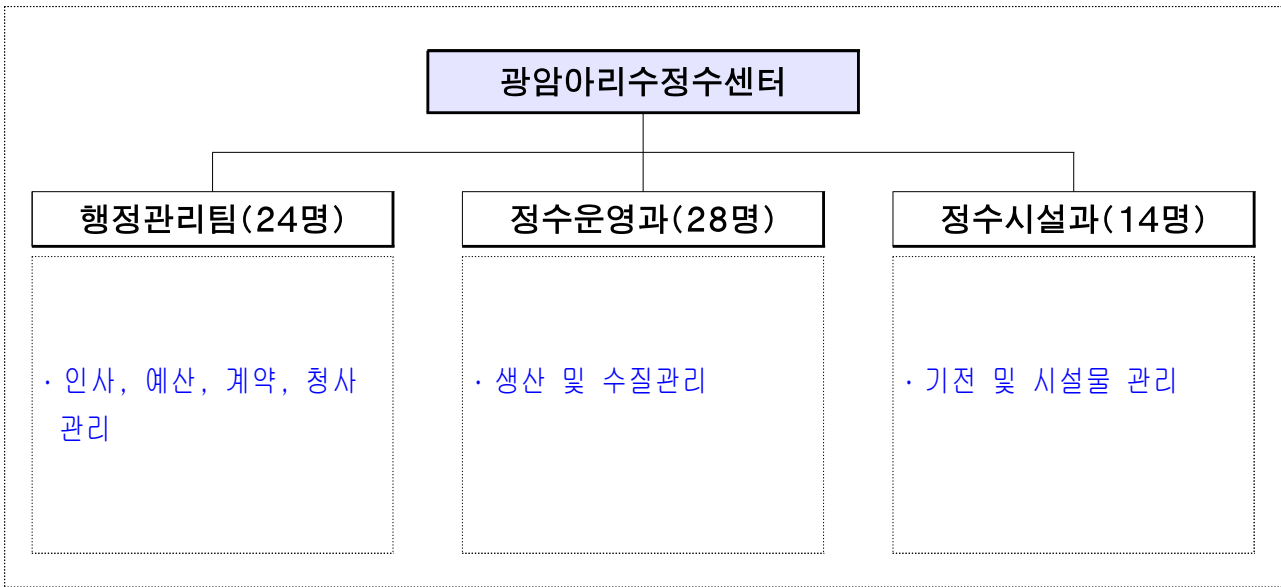 광암아리수정수센터
행정관리팀(24명)
정수운영과(28명)
정수시설과(14명)
· 인사, 예산, 계약, 청사
관리
· 생산 및 수질관리
· 기전 및 시설물 관리